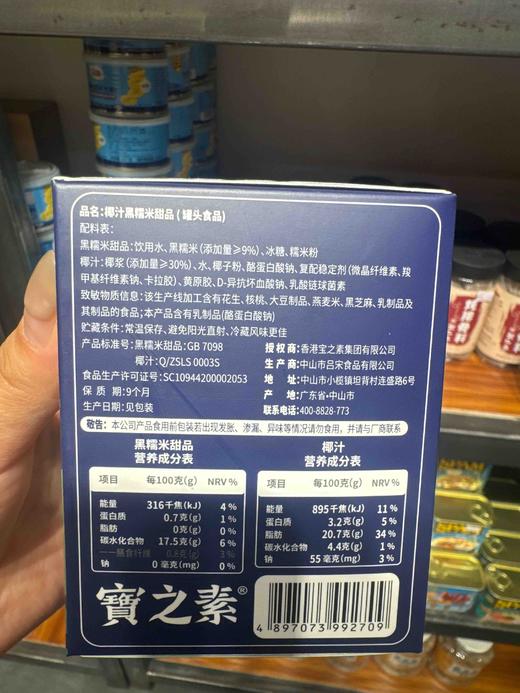 品名:椰汁黑糯米甜品(罐头食品)
配料表:
黑糯米甜品:饮用水、黑糯米(添加量≥9%)、冰糖、糯米粉
椰汁:椰浆(添加量≥30%)、水、椰子粉、酪蛋白酸钠、复配稳定剂(微晶纤维素、羧
甲基纤维素钠、卡拉胶)、黄原胶、D-异抗坏血酸钠、乳酸链球菌素
致敏物质信息:该生产线加工含有花生、核桃、大豆制品、燕麦米、黑芝麻、乳制品及
其制品的食品;本产品含有乳制品(酪蛋白酸钠)
贮藏条件:常温保存、避免阳光直射、冷藏风味更佳
产品标准号:黑糯米甜品:GB 7098
椰汁:Q/ZSLS 0003S
食品生产许可证号:SC10944200002053
保质期:9个月
生产日期:见包装
授权商:香港宝之素集团有限公司
生产商:中山市吕宋食品有限公司
地址:中山市小榄镇坦背村连盛路6号
产地:广东省·中山市
联系电话:400-8828-773
敬告:本公司产品食用前包装若出现发胀、渗漏、异味等情况请勿食用,并请与厂商联系
黑糯米甜品
营养成分表
项目 每100克(g) NRV %
能量 316千焦(kJ) 4%
蛋白质 0.7克(g) 1%
脂肪 0克(g) 0%
碳水化合物 17.5克(g) 6%
——膳食纤维 0.8克(g) 3%
钠 0 毫克(mg) 0%
椰汁
营养成分表
项目 每100克(g) NRV %
能量 895千焦(kJ) 11%
蛋白质 3.2克(g) 5%
脂肪 20.7克(g) 34%
碳水化合物 4.4克(g) 1%
钠 55 毫克(mg) 3%
寶之素®
4 897073 992709